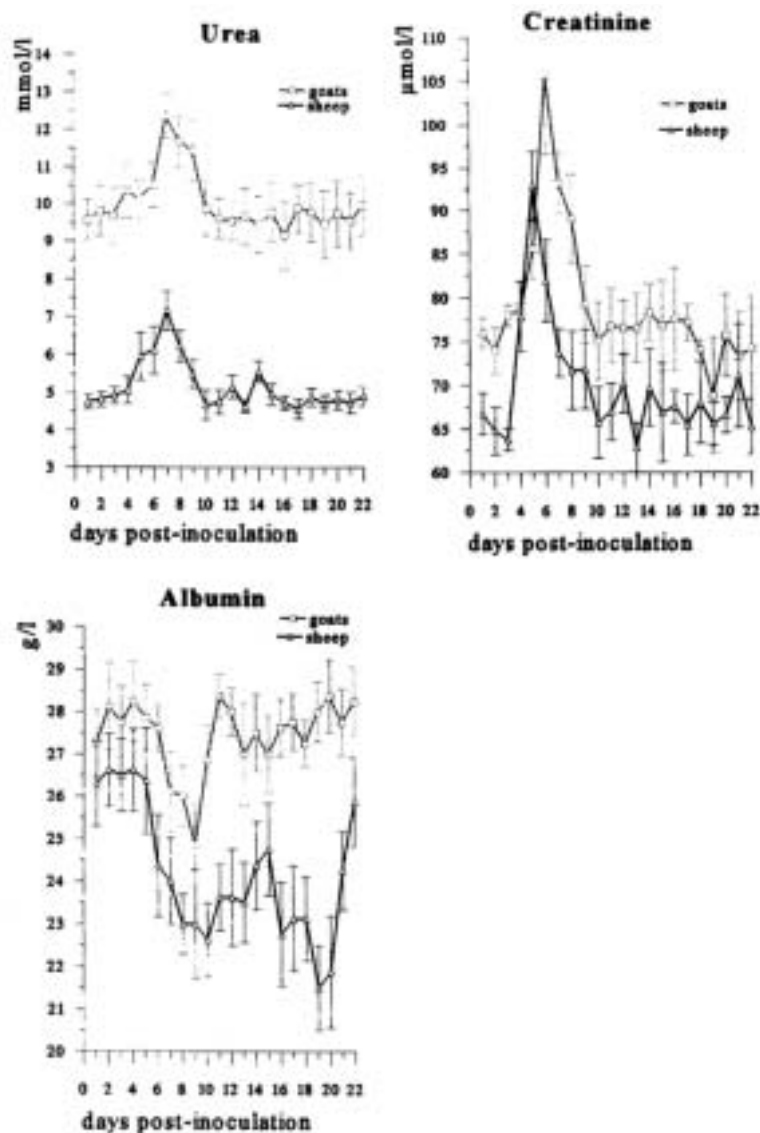 Urea
mmol/l
14
13
12
11
10
9
7
6
5
4
3
goats
sheep
0 2 4 6 8 10 12 14 16 18 20 22
days post-inoculation
Creatinine
µmol/l
110
105
100
95
90
85
80
75
70
65
60
goats
sheep
0 2 4 6 8 10 12 14 16 18 20 22
days post-inoculation
Albumin
g/l
30
29
28
27
26
25
24
23
22
21
20
goats
sheep
0 2 4 6 8 10 12 14 16 18 20 22
days post-inoculation